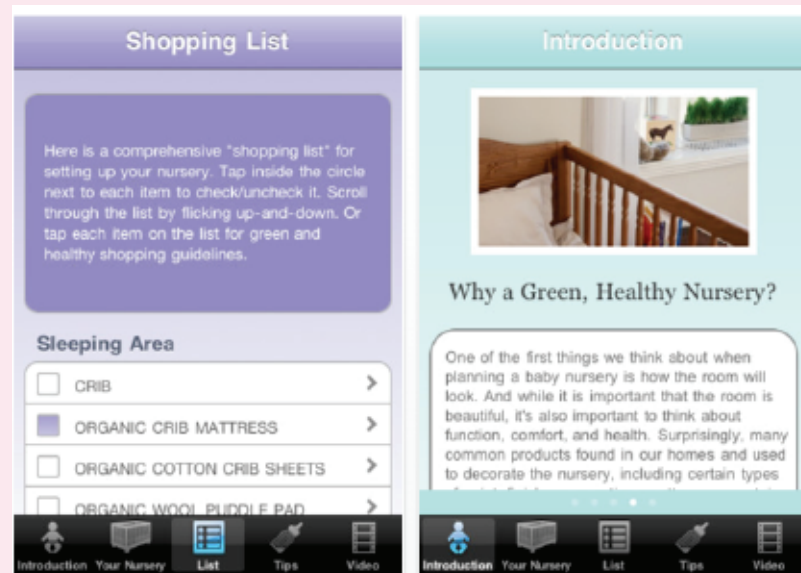 Shopping List
Here is a comprehensive "shopping list" for
setting up your nursery. Tap inside the circle
next to each item to check/uncheck it. Scroll
through the list by flicking up-and-down. Or
tap each item on the list for green and
healthy shopping guidelines.
Sleeping Area
CRIB
ORGANIC CRIB MATTRESS
ORGANIC COTTON CRIB SHEETS
ORGANIC WOOL PUDDLE PAD
Introduction Your Nursery List Tips Video
Introduction
Why a Green, Healthy Nursery?
One of the first things we think about when
planning a baby nursery is how the room will
look. And while it is important that the room is
beautiful, it's also important to think about
function, comfort, and health. Surprisingly, many
common products found in our homes and used
to decorate the nursery, including certain types
Introduction Your Nursery List Tips Video